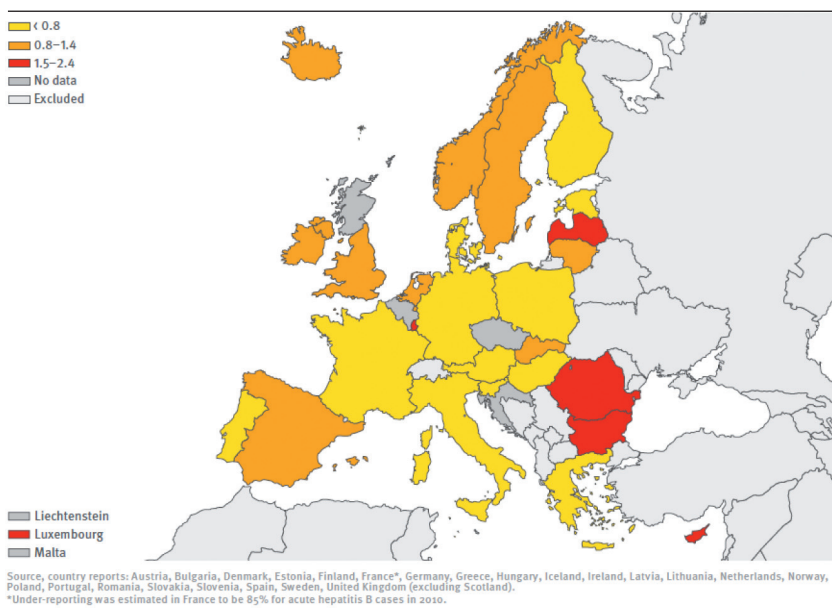 < 0.8
0.8–1.4
1.5–2.4
No data
Excluded
Liechtenstein
Luxembourg
Malta
Source, country reports: Austria, Bulgaria, Denmark, Estonia, Finland, France*, Germany, Greece, Hungary, Iceland, Ireland, Latvia, Lithuania, Netherlands, Norway,
Poland, Portugal, Romania, Slovakia, Slovenia, Spain, Sweden, United Kingdom (excluding Scotland).
*Under-reporting was estimated in France to be 85% for acute hepatitis B cases in 2010.